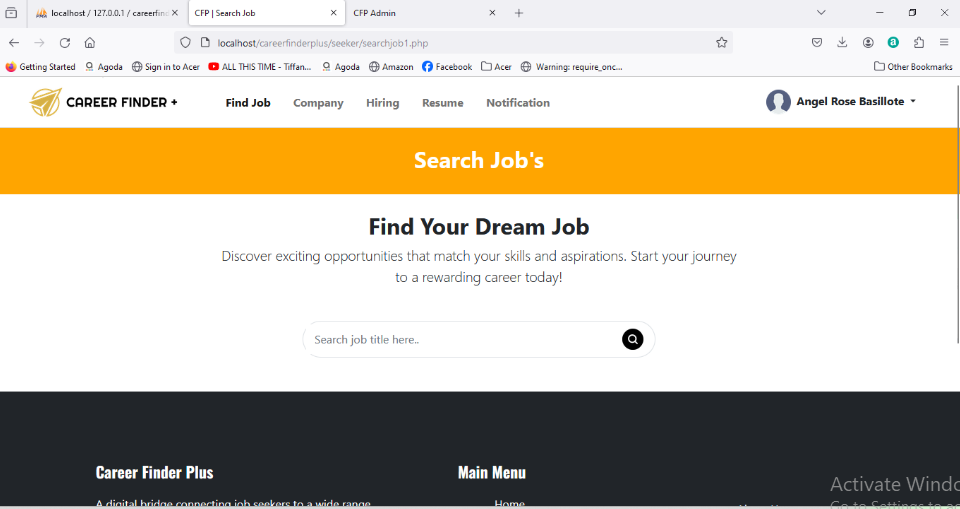 localhost / 127.0.0.1 / careerfind
CFP | Search Job
CFP Admin
localhost/careerfinderplus/seeker/searchjob1.php
Getting Started
Agoda
Sign in to Acer
ALL THIS TIME - Tiffan...
Agoda
Amazon
Facebook
Acer
Warning: require_onc...
Other Bookmarks
CAREER FINDER +
Find Job
Company
Hiring
Resume
Notification
Angel Rose Basillote
Search Job's
Find Your Dream Job
Discover exciting opportunities that match your skills and aspirations. Start your journey
to a rewarding career today!
Search job title here..
Career Finder Plus
Main Menu
A digital bridge connecting job seekers to a wide range
Home
Activate Windo
Go to Settings to a